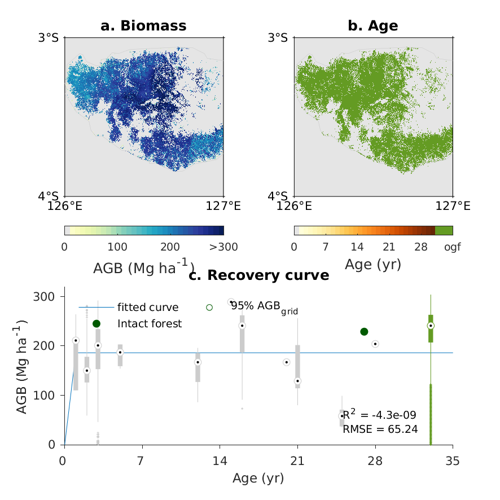 a. Biomass
b. Age
3°S
4°S
126°E
127°E
3°S
4°S
126°E
127°E
0 100 200 >300
AGB (Mg ha⁻¹)
0 7 14 21 28 ogf
Age (yr)
c. Recovery curve
fitted curve
95% AGB_grid
Intact forest
300
200
100
0
AGB (Mg ha⁻¹)
R² = -4.3e-09
RMSE = 65.24
0 7 14 21 28 35
Age (yr)